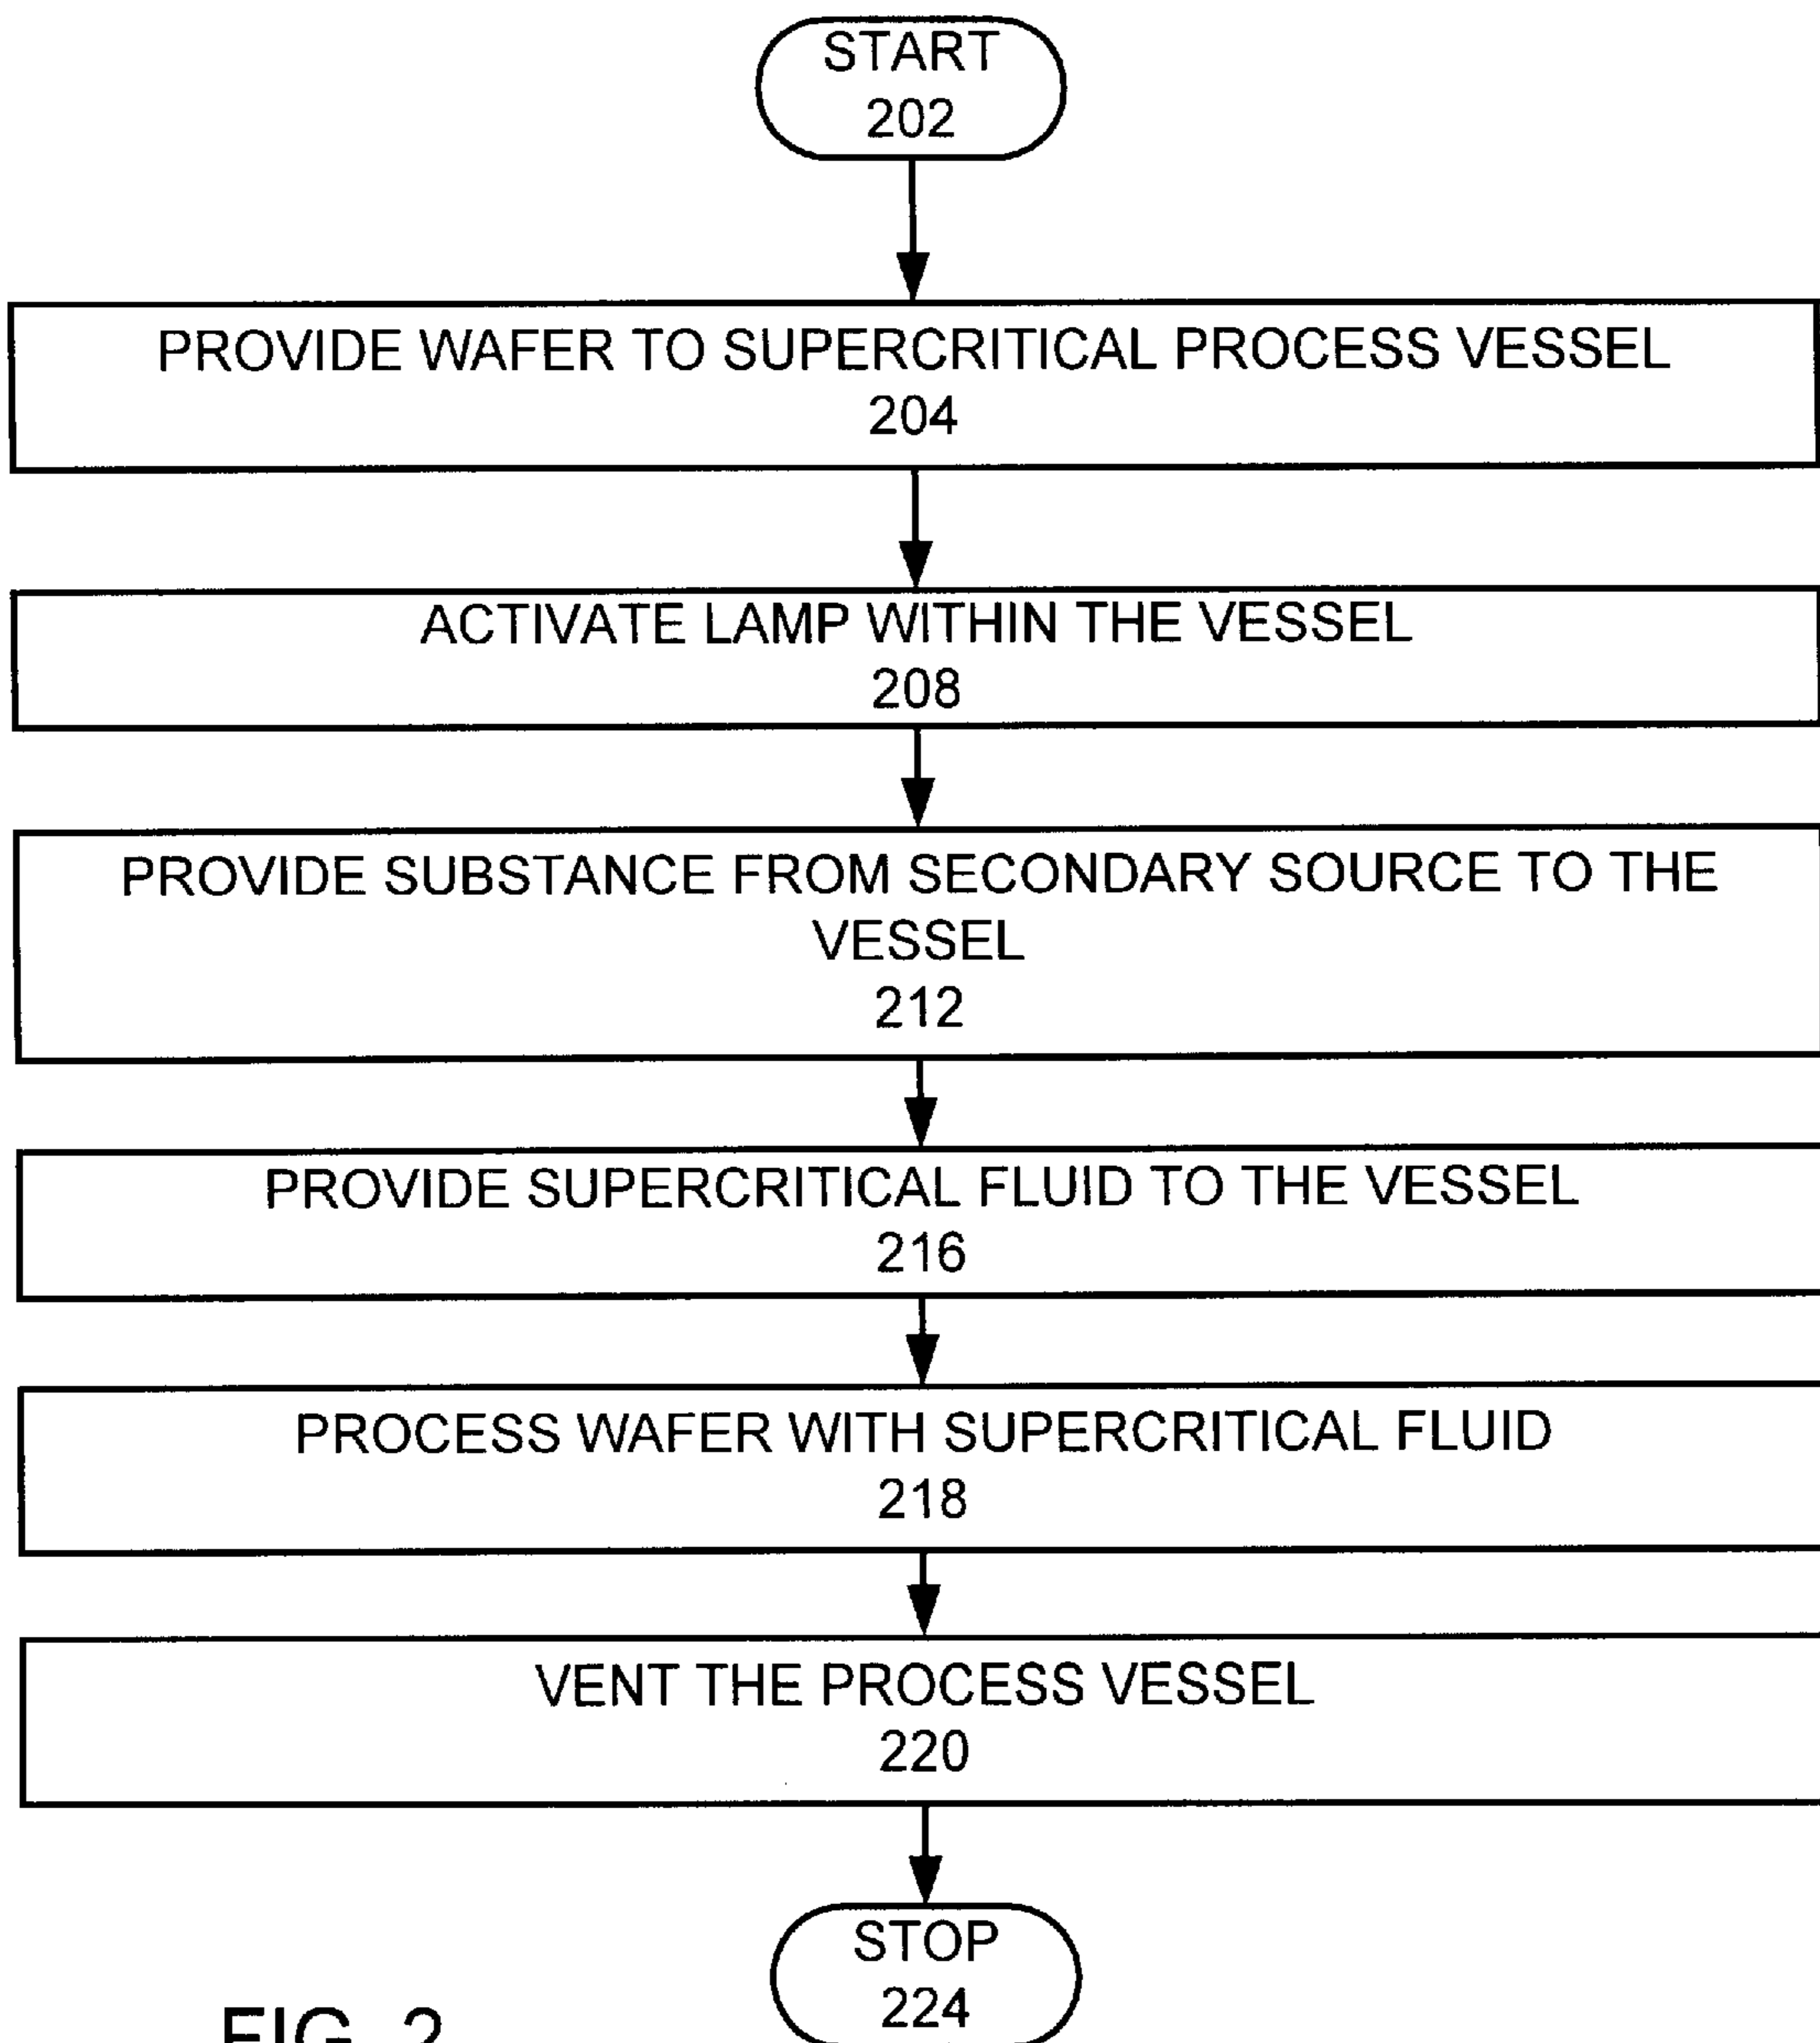 START
202
PROVIDE WAFER TO SUPERCRITICAL PROCESS VESSEL
204
ACTIVATE LAMP WITHIN THE VESSEL
208
PROVIDE SUBSTANCE FROM SECONDARY SOURCE TO THE
VESSEL
212
PROVIDE SUPERCRITICAL FLUID TO THE VESSEL
216
PROCESS WAFER WITH SUPERCRITICAL FLUID
218
VENT THE PROCESS VESSEL
220
STOP
224
FIG. 2